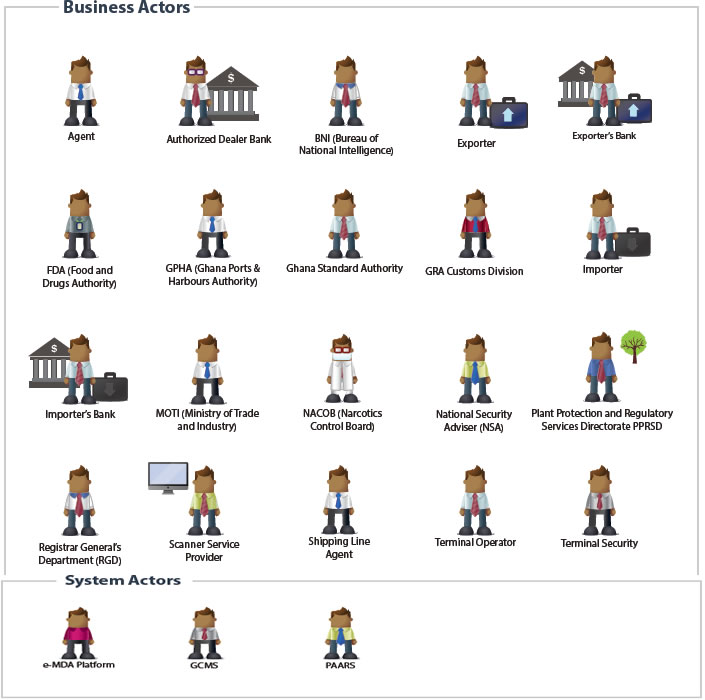 Business Actors
$
$
Agent
Authorized Dealer Bank
BNI (Bureau of
National Intelligence)
Exporter
Exporter's Bank
FDA (Food and
Drugs Authority)
GPHA (Ghana Ports &
Harbours Authority)
Ghana Standard Authority
GRA Customs Division
Importer
$
Importer's Bank
MOTI (Ministry of Trade
and Industry)
NACOB (Narcotics
Control Board)
National Security
Adviser (NSA)
Plant Protection and Regulatory
Services Directorate PPRSD
Registrar General's
Department (RGD)
Scanner Service
Provider
Shipping Line
Agent
Terminal Operator
Terminal Security
System Actors
e-MDA Platform
GCMS
PAARS